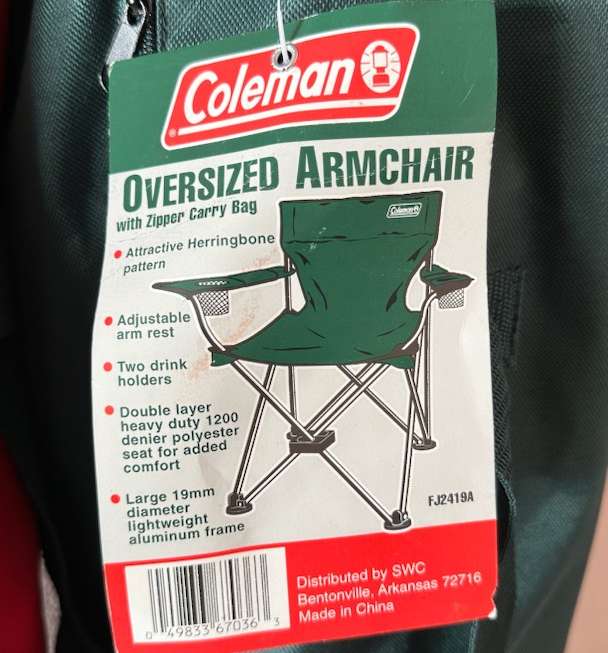 Coleman
OVERSIZED ARMCHAIR
with Zipper Carry Bag
Coleman
• Attractive Herringbone
pattern
• Adjustable
arm rest
• Two drink
holders
• Double layer
heavy duty 1200
denier polyester
seat for added
comfort
• Large 19mm
diameter
lightweight
aluminum frame
FJ2419A
Distributed by SWC
Bentonville, Arkansas 72716
Made in China
0 49833 67036 3